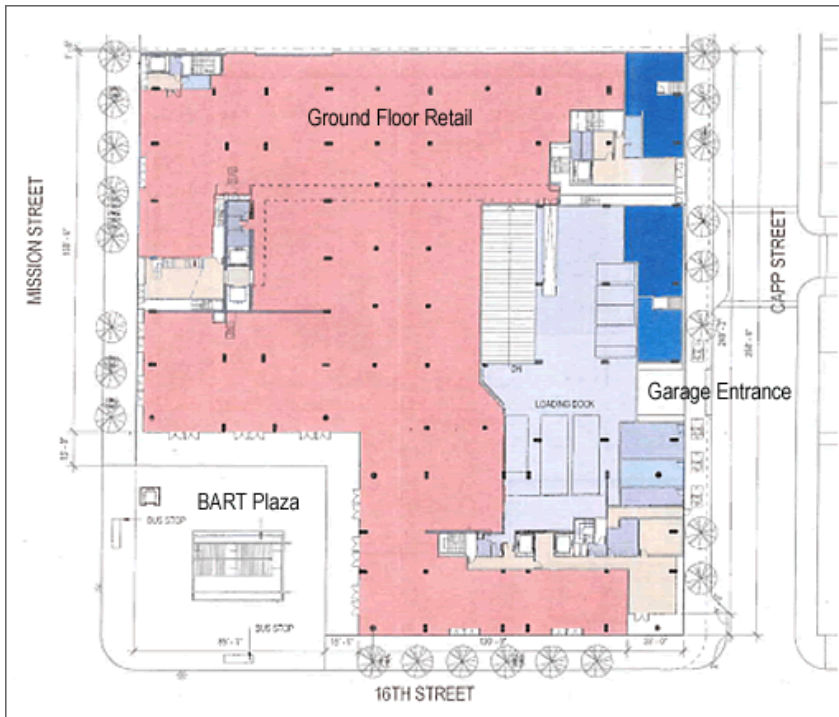 Ground Floor Retail
MISSION STREET
CAPP STREET
DN
Garage Entrance
LOADING DOCK
BART Plaza
BUS STOP
BUS STOP
16TH STREET